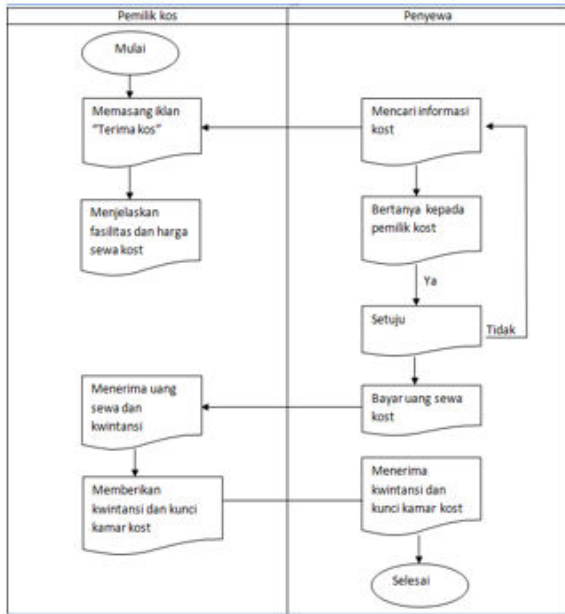 Pemilik kos
Penyewa
Mulai
Memasang iklan
"Terima kos"
Mencari informasi
kost
Menjelaskan
fasilitas dan harga
sewa kost
Bertanya kepada
pemilik kost
Ya
Setuju
Tidak
Menerima uang
sewa dan
kwintansi
Bayar uang sewa
kost
Memberikan
kwintansi dan kunci
kamar kost
Menerima
kwintansi dan
kunci kamar kost
Selesai